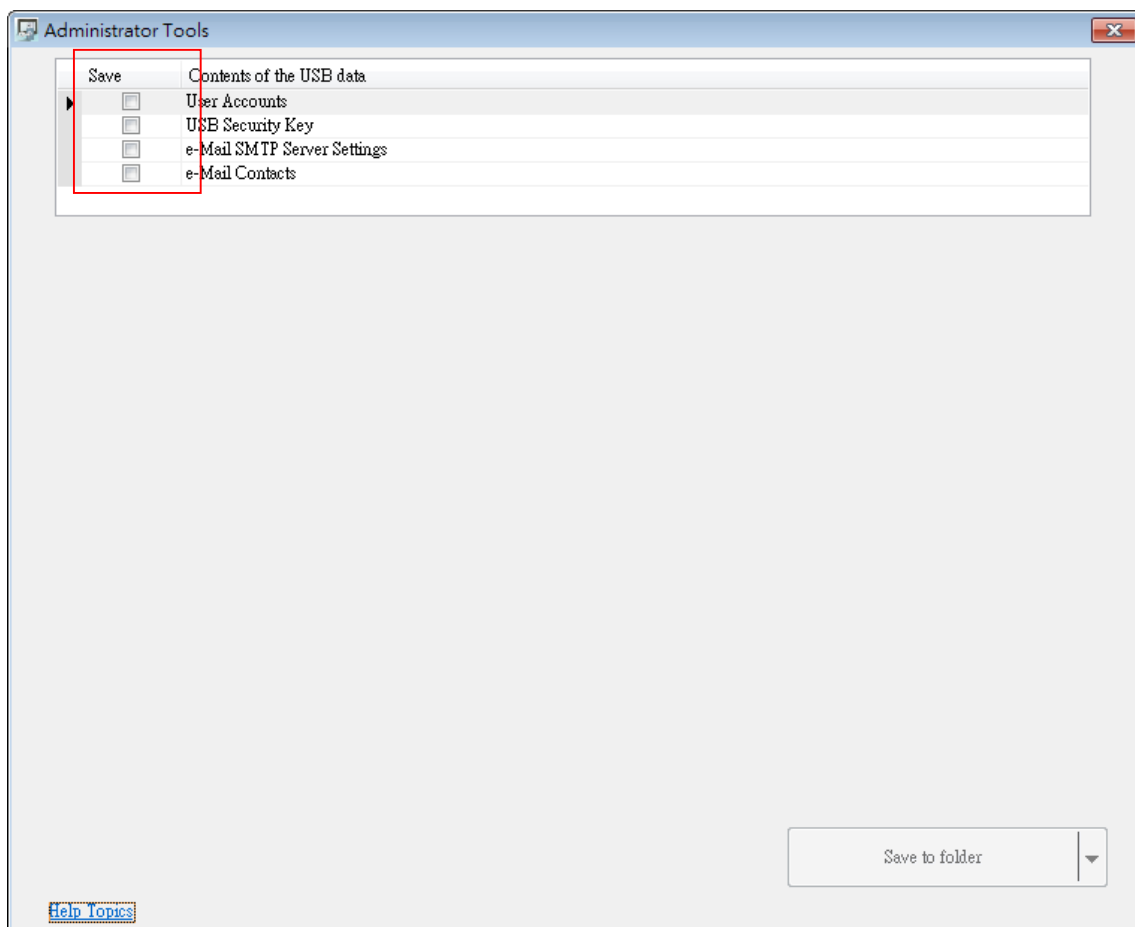 Administrator Tools
Save Contents of the USB data
User Accounts
USB Security Key
e-Mail SMTP Server Settings
e-Mail Contacts
Save to folder
Help Topics